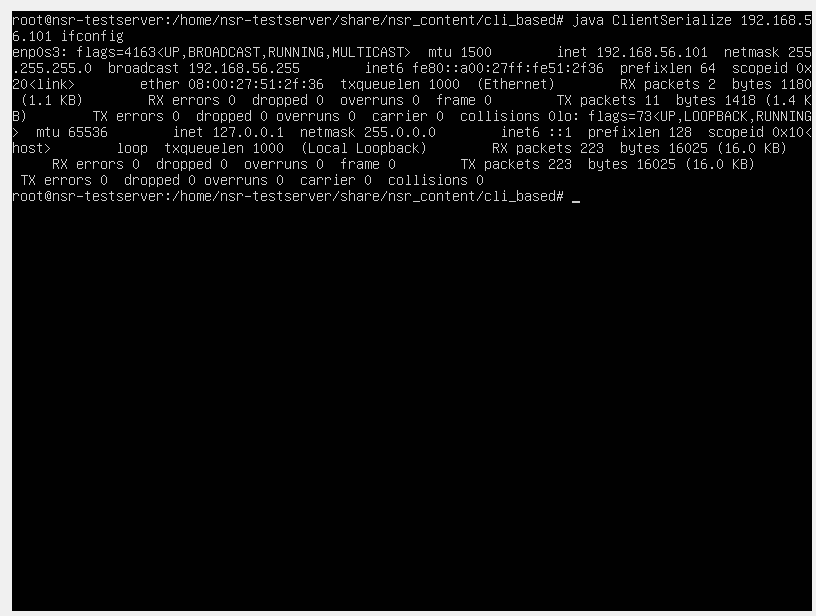 root@nsr-testserver:/home/nsr-testserver/share/nsr_content/cli_based# java ClientSerialize 192.168.5
6.101 ifconfig
enp0s3: flags=4163<UP,BROADCAST,RUNNING,MULTICAST>  mtu 1500        inet 192.168.56.101  netmask 255
.255.255.0  broadcast 192.168.56.255        inet6 fe80::a00:27ff:fe51:2f36  prefixlen 64  scopeid 0x
20<link>        ether 08:00:27:51:2f:36  txqueuelen 1000  (Ethernet)        RX packets 2  bytes 1180
 (1.1 KB)        RX errors 0  dropped 0  overruns 0  frame 0        TX packets 11  bytes 1418 (1.4 K
B)        TX errors 0  dropped 0 overruns 0  carrier 0  collisions 0lo: flags=73<UP,LOOPBACK,RUNNING
>  mtu 65536        inet 127.0.0.1  netmask 255.0.0.0        inet6 ::1  prefixlen 128  scopeid 0x10<
host>        loop  txqueuelen 1000  (Local Loopback)        RX packets 223  bytes 16025 (16.0 KB)
     RX errors 0  dropped 0  overruns 0  frame 0        TX packets 223  bytes 16025 (16.0 KB)
 TX errors 0  dropped 0 overruns 0  carrier 0  collisions 0
root@nsr-testserver:/home/nsr-testserver/share/nsr_content/cli_based# _